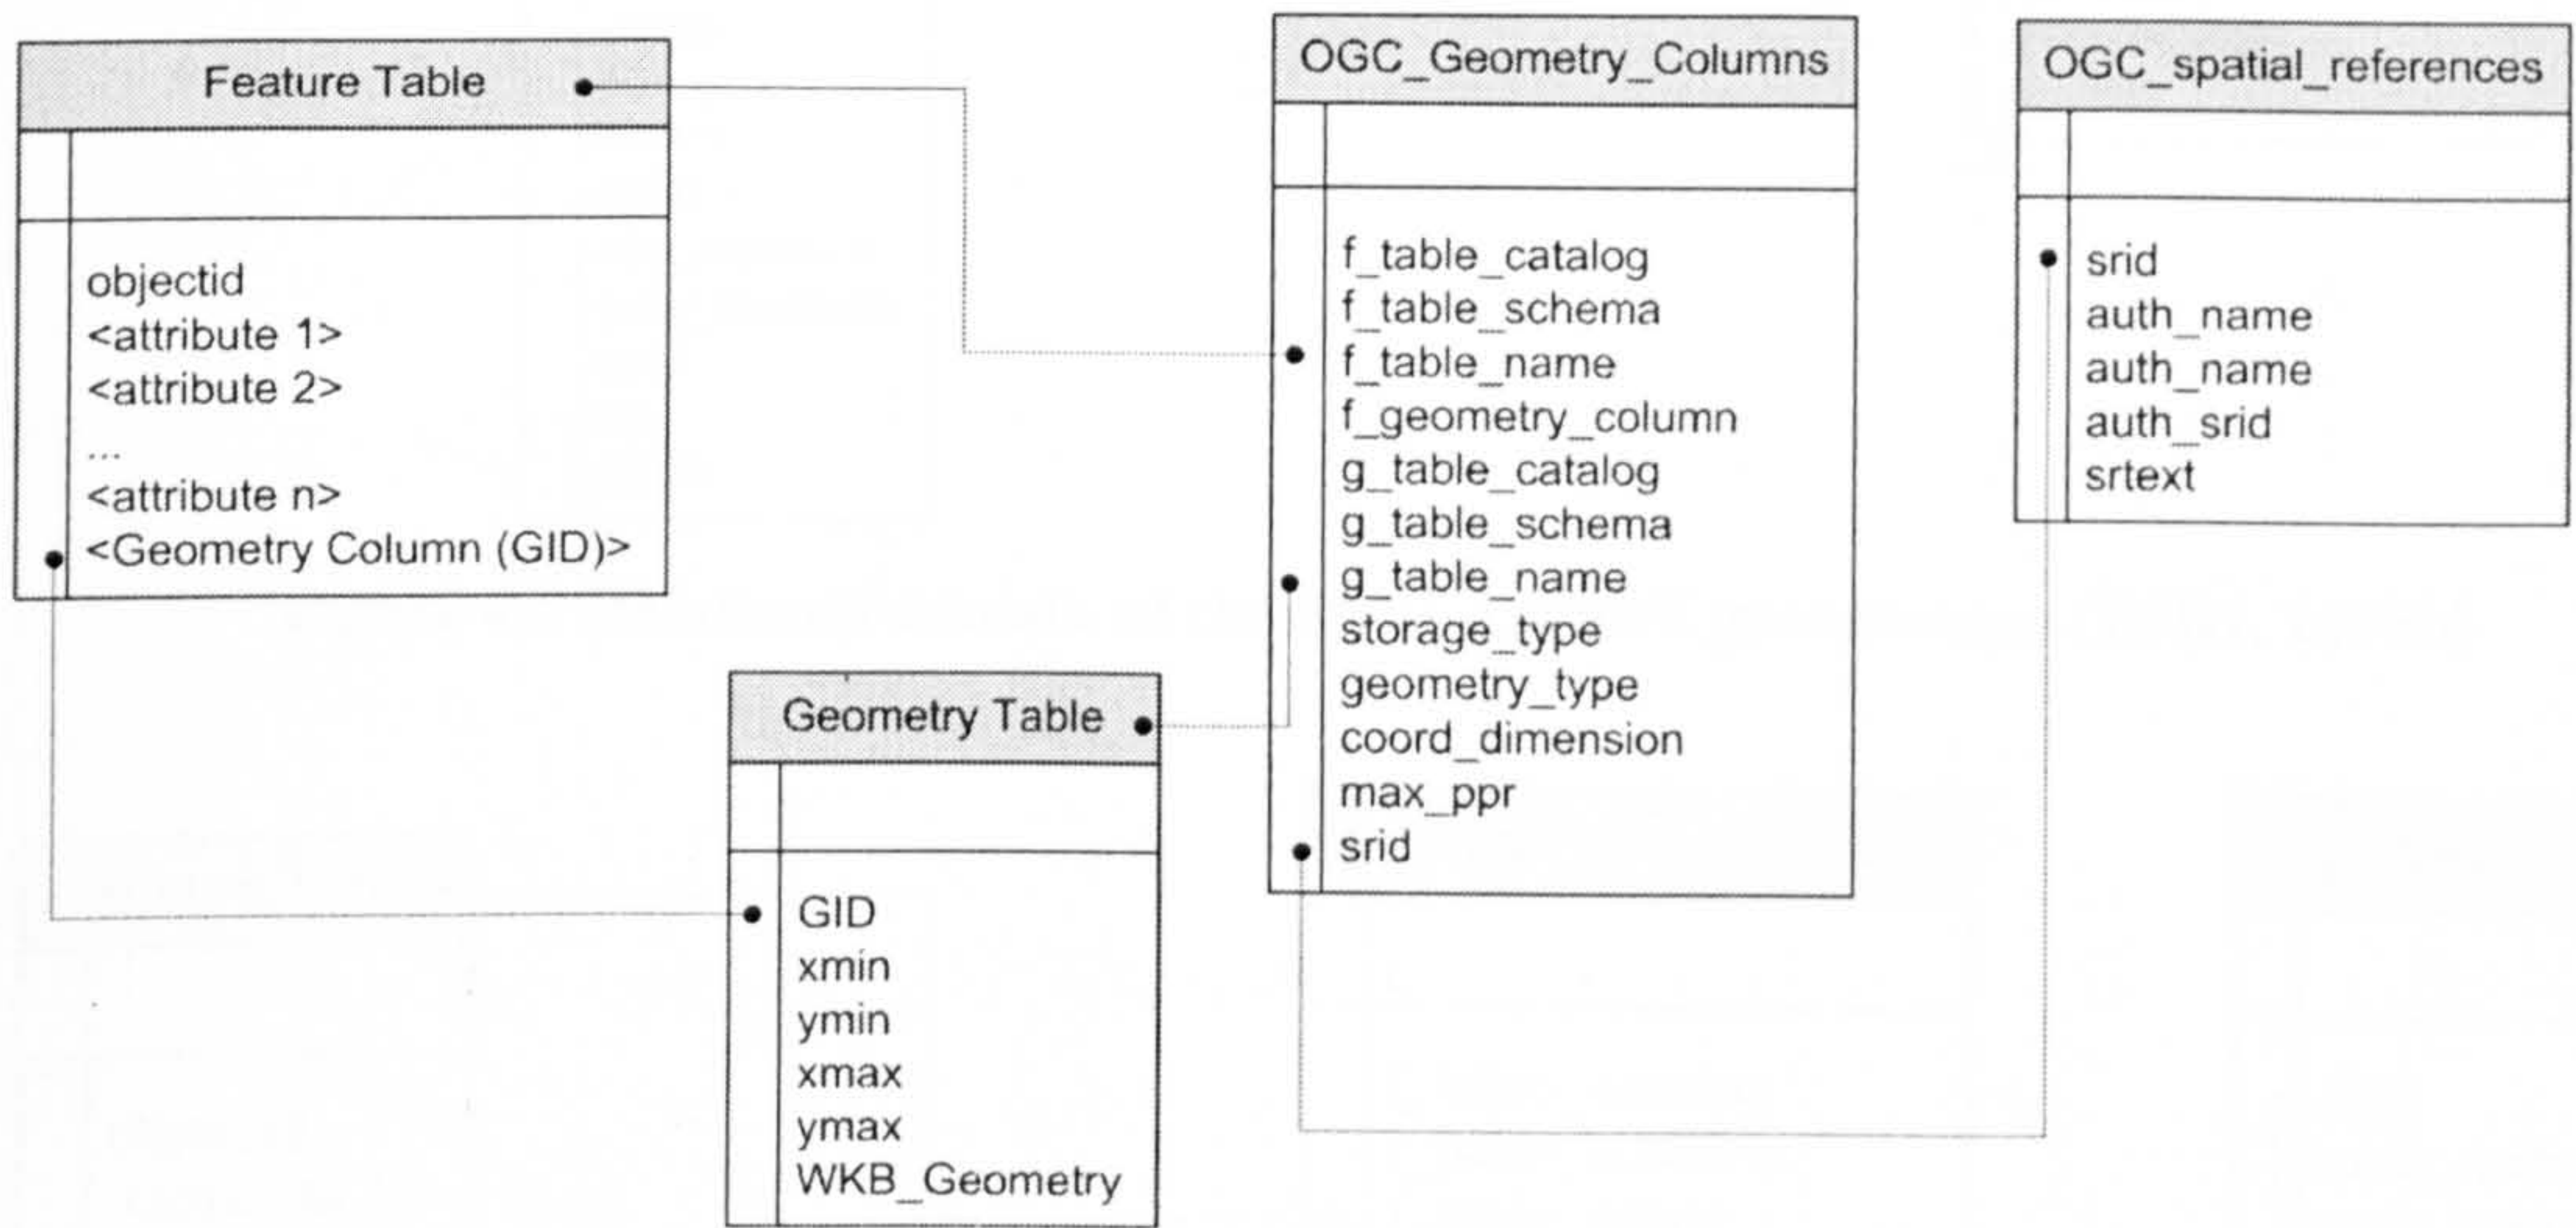 Feature Table
objectid
<attribute 1>
<attribute 2>
...
<attribute n>
<Geometry Column (GID)>
Geometry Table
GID
xmin
ymin
xmax
ymax
WKB_Geometry
OGC_Geometry_Columns
f_table_catalog
f_table_schema
f_table_name
f_geometry_column
g_table_catalog
g_table_schema
g_table_name
storage_type
geometry_type
coord_dimension
max_ppr
srid
OGC_spatial_references
srid
auth_name
auth_name
auth_srid
srtext